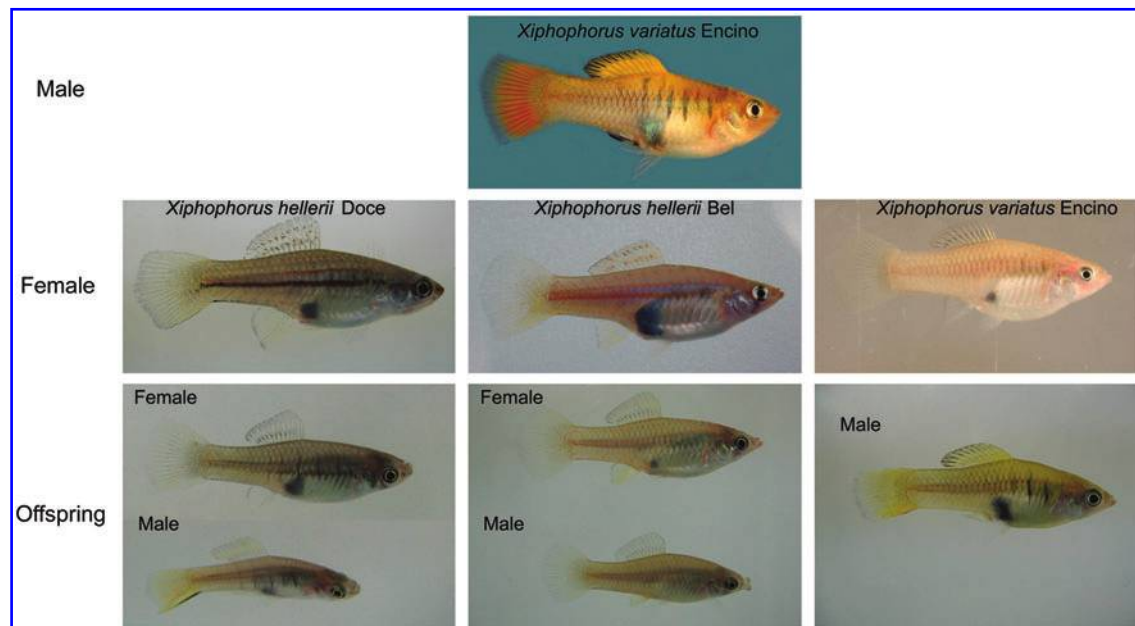 Xiphophorus variatus Encino
Male
Xiphophorus hellerii Doce
Xiphophorus hellerii Bel
Xiphophorus variatus Encino
Female
Female
Female
Male
Offspring
Male
Male